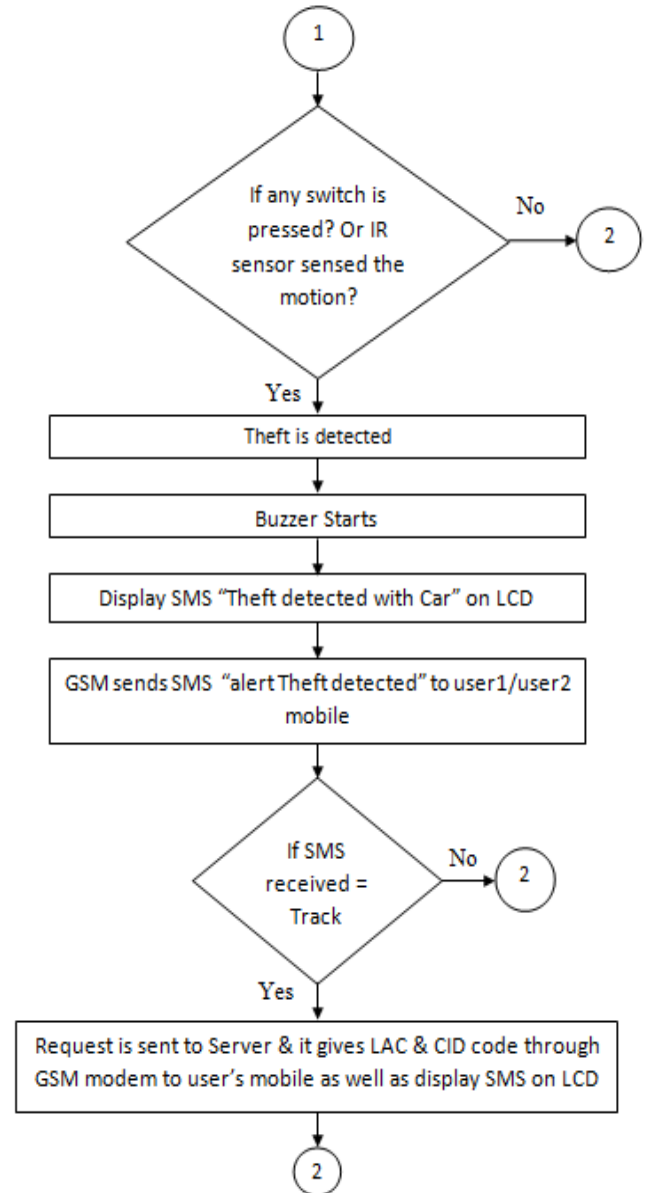 1
If any switch is
pressed? Or IR
sensor sensed the
motion?
No
2
Yes
Theft is detected
Buzzer Starts
Display SMS “Theft detected with Car” on LCD
GSM sends SMS “alert Theft detected” to user1/user2
mobile
If SMS
received =
Track
No
2
Yes
Request is sent to Server & it gives LAC & CID code through
GSM modem to user’s mobile as well as display SMS on LCD
2